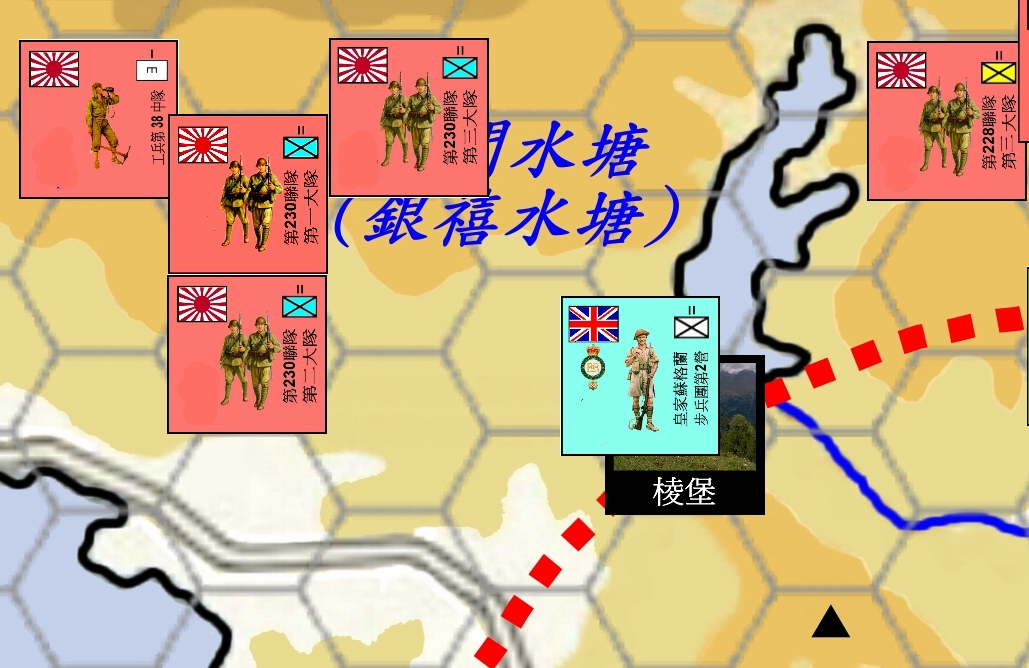 E
工兵第 38 中隊
第230聯隊
第一大隊
第230聯隊
第三大隊
第228聯隊
第三大隊
門水塘
(銀禧水塘)
第230聯隊
第二大隊
皇家蘇格蘭
步兵團第2營
棱堡